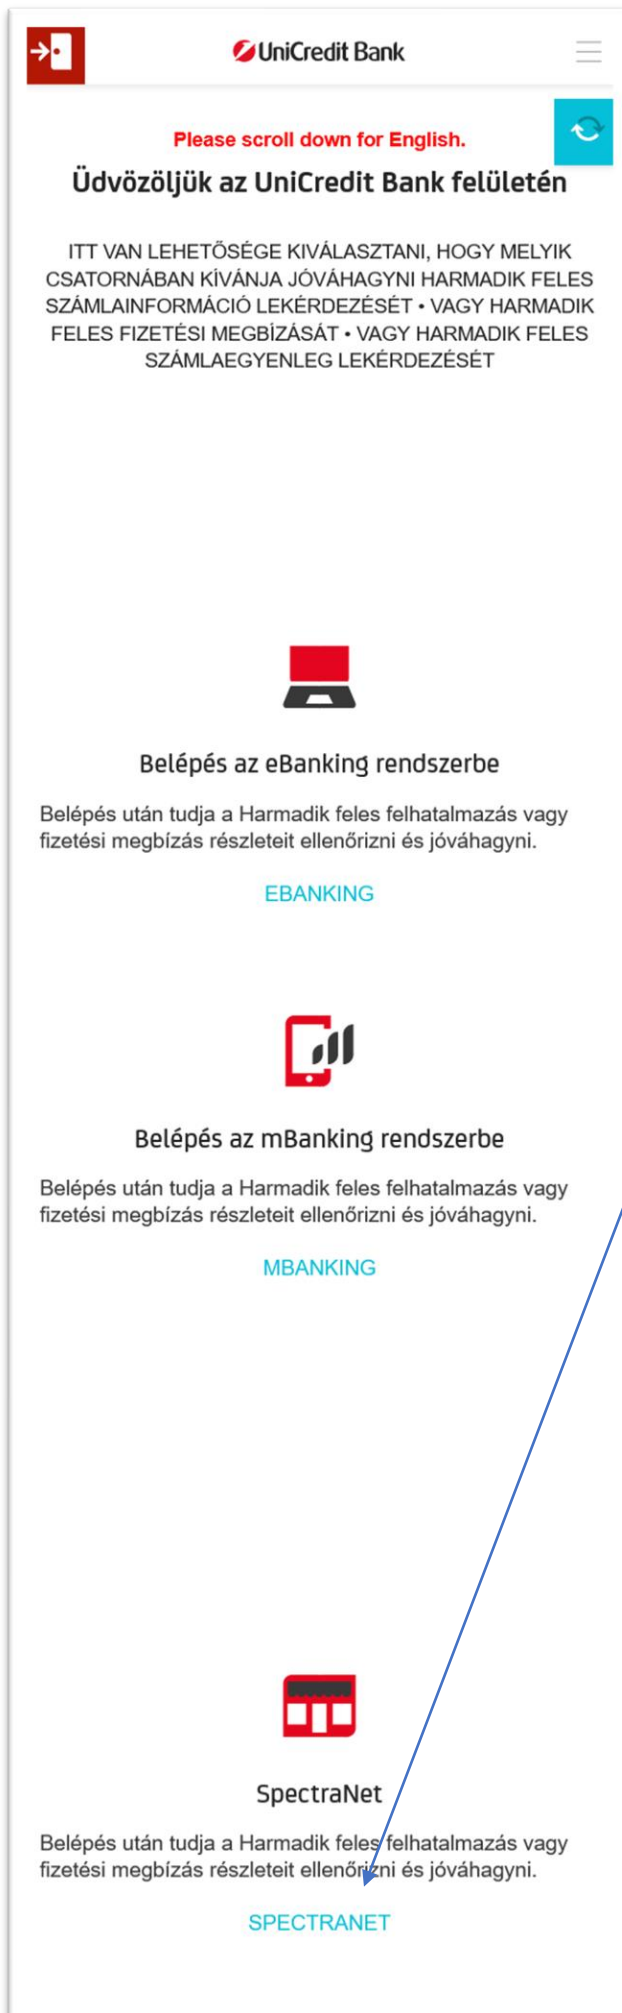 UniCredit Bank
Please scroll down for English.
Üdvözöljük az UniCredit Bank felületén
ITT VAN LEHETŐSÉGE KIVÁLASZTANI, HOGY MELYIK
CSATORNÁBAN KÍVÁNJA JÓVÁHAGYNI HARMADIK FELES
SZÁMLAINFORMÁCIÓ LEKÉRDEZÉSÉT • VAGY HARMADIK
FELES FIZETÉSI MEGBÍZÁSÁT • VAGY HARMADIK FELES
SZÁMLAEGYENLEG LEKÉRDEZÉSÉT
Belépés az eBanking rendszerbe
Belépés után tudja a Harmadik feles felhatalmazás vagy
fizetési megbízás részleteit ellenőrizni és jóváhagyni.
EBANKING
Belépés az mBanking rendszerbe
Belépés után tudja a Harmadik feles felhatalmazás vagy
fizetési megbízás részleteit ellenőrizni és jóváhagyni.
MBANKING
SpectraNet
Belépés után tudja a Harmadik feles felhatalmazás vagy
fizetési megbízás részleteit ellenőrizni és jóváhagyni.
SPECTRANET